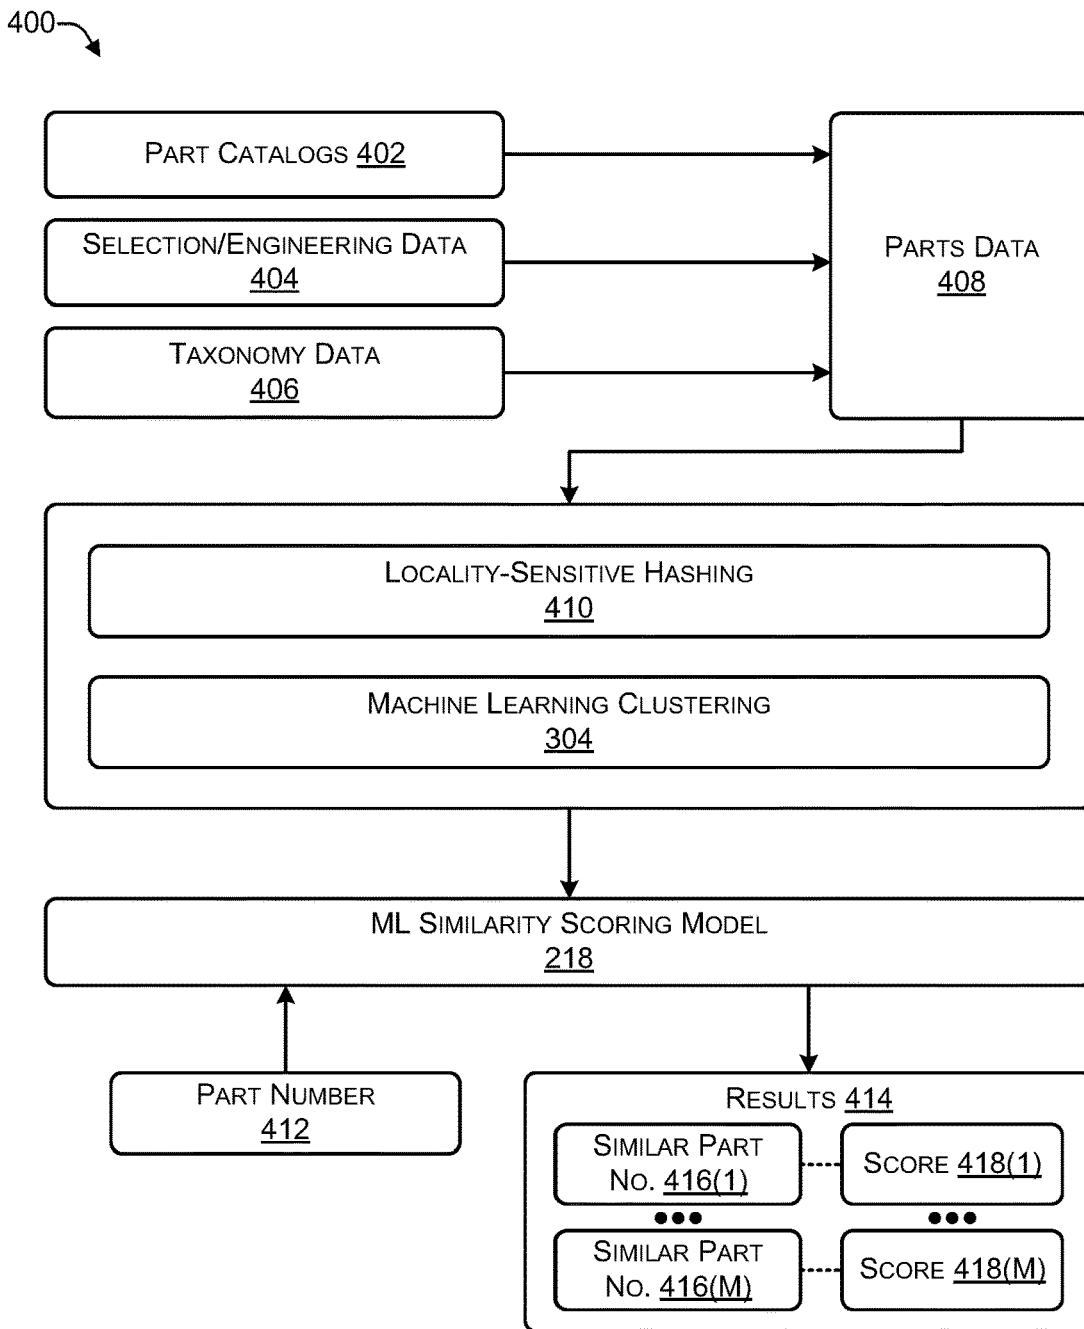 400
PART CATALOGS 402
SELECTION/ENGINEERING DATA
404
TAXONOMY DATA
406
PARTS DATA
408
LOCALITY-SENSITIVE HASHING
410
MACHINE LEARNING CLUSTERING
304
ML SIMILARITY SCORING MODEL
218
PART NUMBER
412
RESULTS 414
SIMILAR PART
NO. 416(1)
SCORE 418(1)
SIMILAR PART
NO. 416(M)
SCORE 418(M)